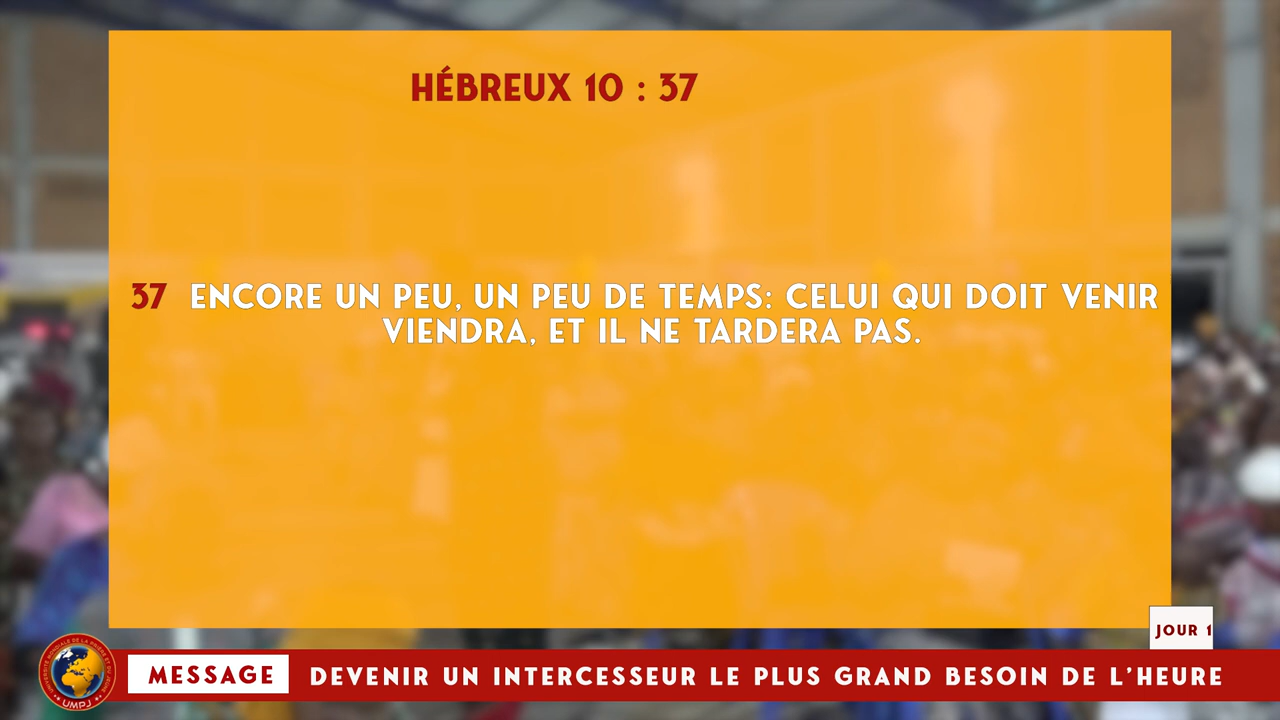 HÉBREUX 10 : 37
37 ENCORE UN PEU, UN PEU DE TEMPS: CELUI QUI DOIT VENIR
VIENDRA, ET IL NE TARDERA PAS.
JOUR 1
MESSAGE DEVENIR UN INTERCESSEUR LE PLUS GRAND BESOIN DE L'HEURE
UMPJ